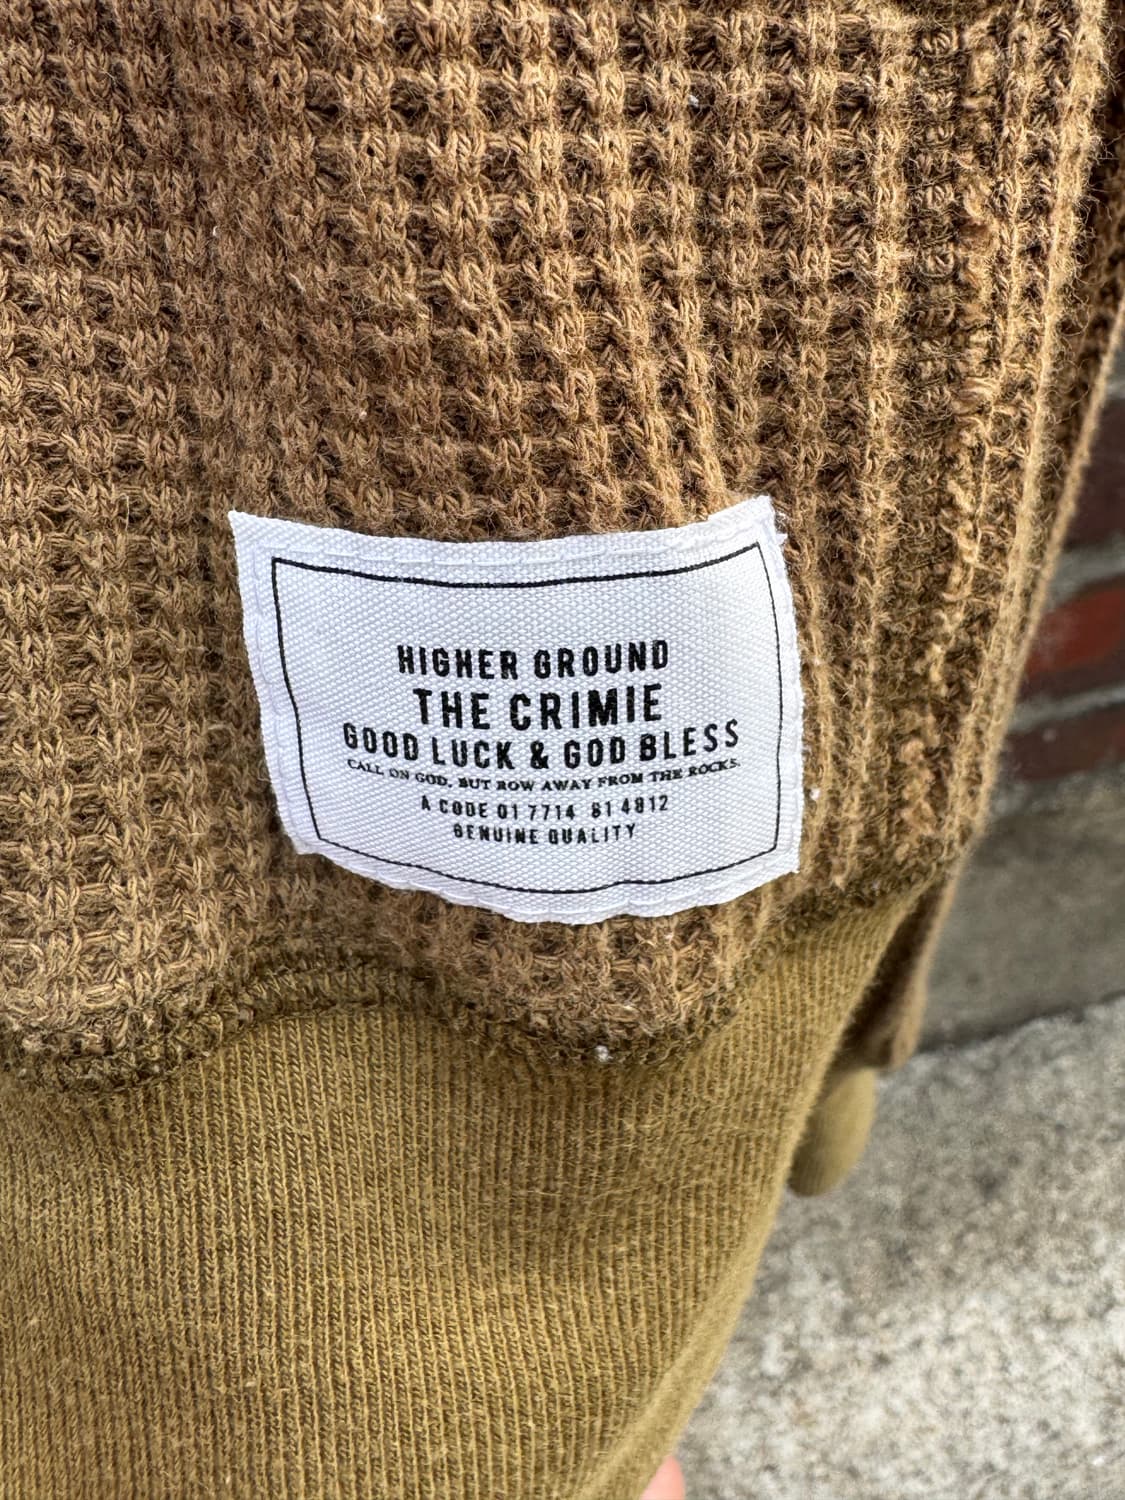 HIGHER GROUND
THE CRIMIE
GOOD LUCK & GOD BLESS
CALL ON GOD, BUT ROW AWAY FROM THE ROCKS.
A CODE 01 7714 81 4812
GENUINE QUALITY